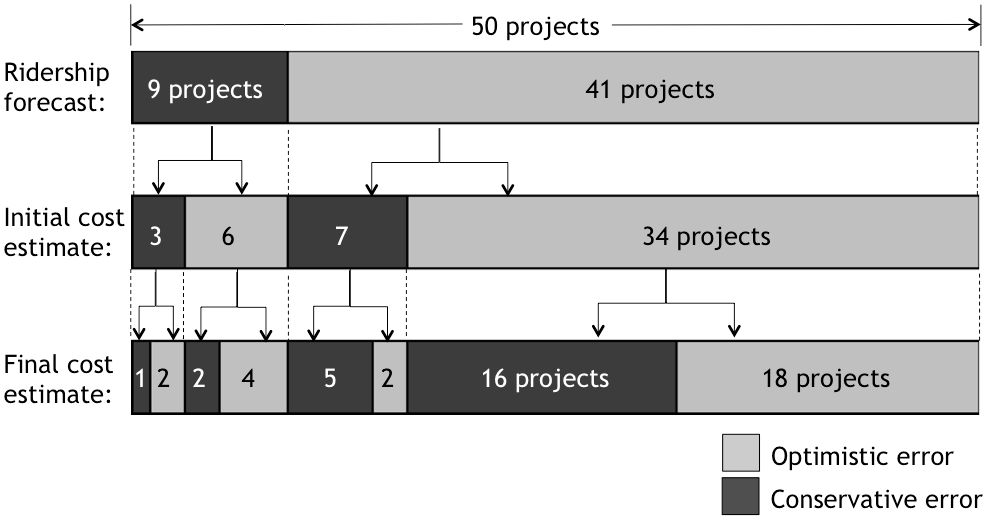 50 projects
Ridership
forecast:
9 projects
41 projects
Initial cost
estimate:
3
6
7
34 projects
Final cost
estimate:
1
2
2
4
5
2
16 projects
18 projects
Optimistic error
Conservative error